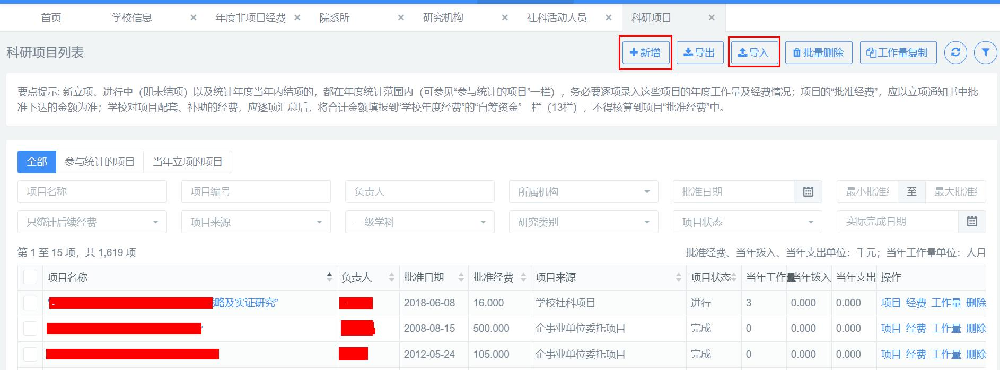 首页 学校信息 × 年度非项目经费 × 院系所 × 研究机构 × 社科活动人员 × 科研项目 ×
科研项目列表 新增 导出 导入 批量删除 工作量复制
要点提示: 新立项、进行中（即未结项）以及统计年度当年内结项的，都在年度统计范围内（可参见“参与统计的项目”一栏），务必要逐项录入这些项目的年度工作量及经费情况；项目的“批准经费”，应以立项通知书中批
准下达的金额为准；学校对项目配套、补助的经费，应逐项汇总后，将合计金额填报到“学校年度经费”的“自筹资金”一栏（13栏），不得核算到项目“批准经费”中。
全部 参与统计的项目 当年立项的项目
项目名称 项目编号 负责人 所属机构 批准日期 最小批准 至 最大批准
只统计后续经费 项目来源 一级学科 研究类别 项目状态 实际完成日期
第 1 至 15 项，共 1,619 项 批准经费、当年拨入、当年支出单位：千元；当年工作量单位：人月
项目名称 负责人 批准日期 批准经费 项目来源 项目状态 当年工作量 当年拨入 当年支出 操作
略及实证研究” 2018-06-08 16.000 学校社科项目 进行 3 0.000 0.000 项目 经费 工作量 删除
2008-08-15 500.000 企事业单位委托项目 完成 0 0.000 0.000 项目 经费 工作量 删除
2012-05-24 105.000 企事业单位委托项目 完成 0 0.000 0.000 项目 经费 工作量 删除